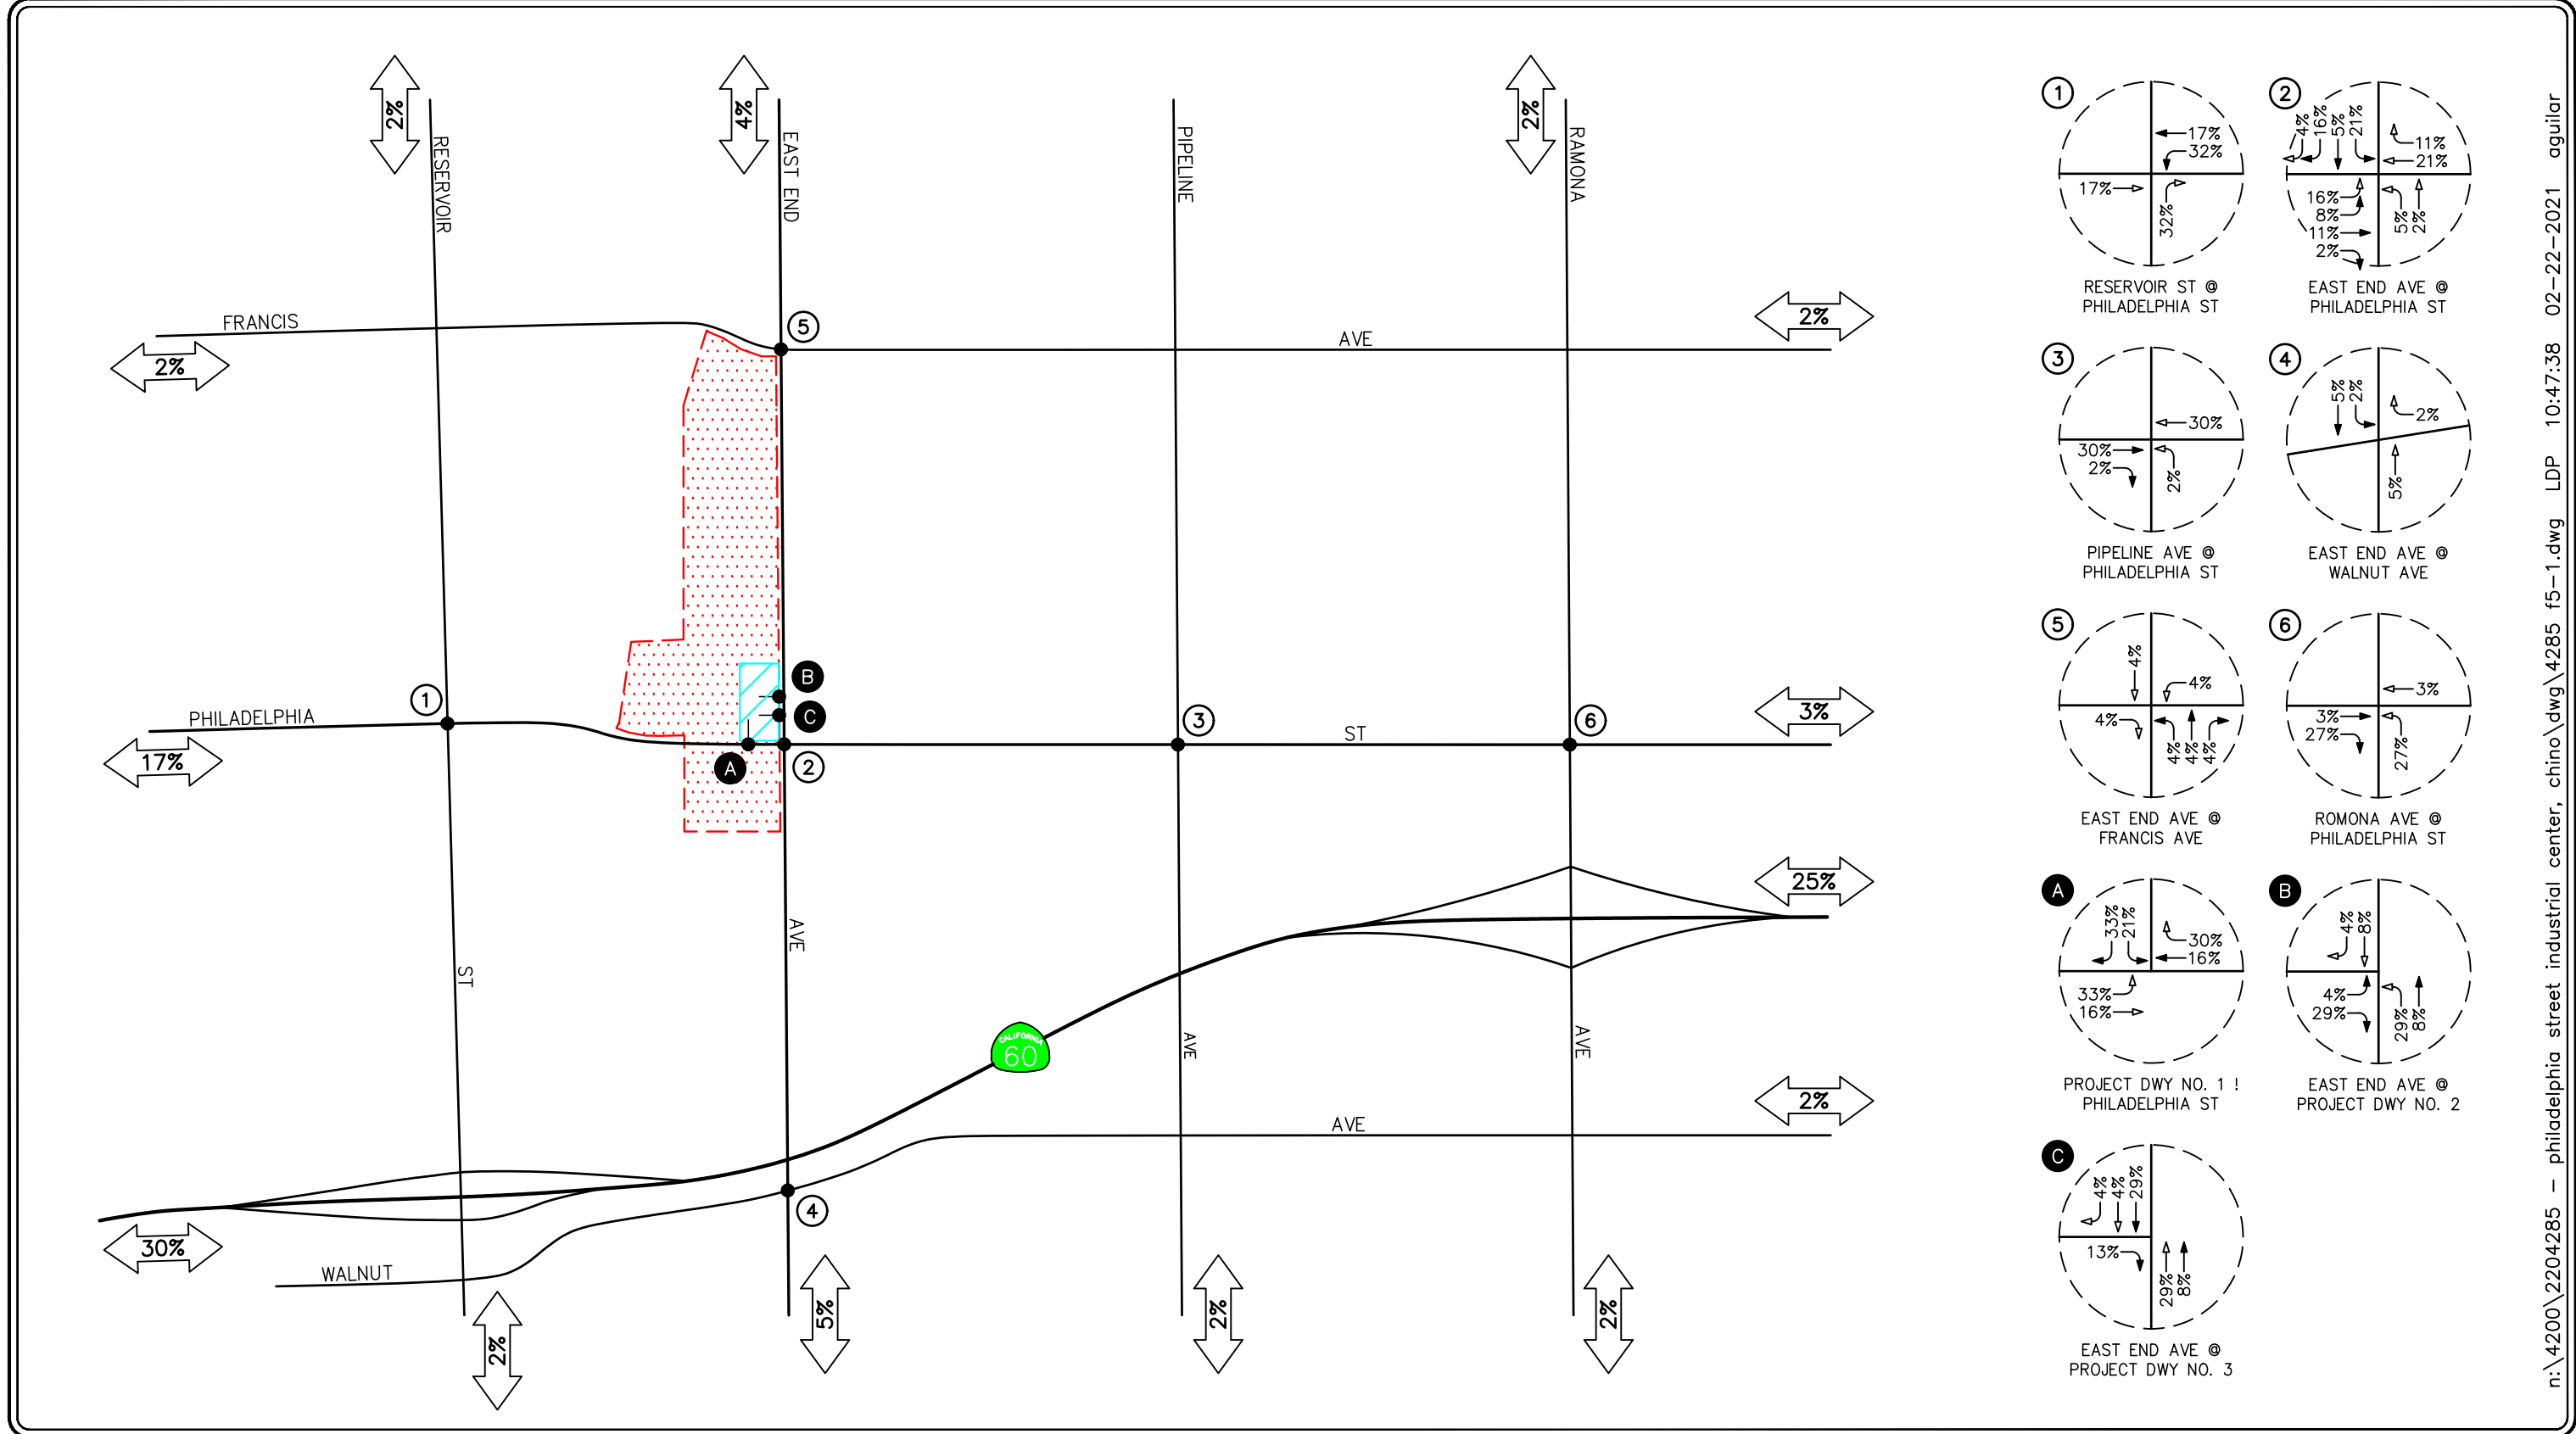 2%
4%
2%
RESERVOIR
EAST END
PIPELINE
RAMONA
FRANCIS
AVE
5
2%
2%
PHILADELPHIA
ST
1
B
C
3
6
3%
17%
A
2
25%
AVE
ST
CALIFORNIA
60
AVE
AVE
2%
AVE
4
30%
WALNUT
2%
5%
2%
2%
1
17%
32%
17%
32%
RESERVOIR ST @
PHILADELPHIA ST
2
4%
16%
5%
21%
11%
21%
16%
8%
11%
2%
5%
2%
EAST END AVE @
PHILADELPHIA ST
3
30%
30%
2%
2%
PIPELINE AVE @
PHILADELPHIA ST
4
5%
2%
2%
5%
EAST END AVE @
WALNUT AVE
5
4%
4%
4%
4%
4%
4%
EAST END AVE @
FRANCIS AVE
6
3%
3%
27%
27%
ROMONA AVE @
PHILADELPHIA ST
A
33%
21%
30%
16%
33%
16%
PROJECT DWY NO. 1 !
PHILADELPHIA ST
B
4%
8%
4%
29%
29%
8%
EAST END AVE @
PROJECT DWY NO. 2
C
4%
4%
29%
13%
29%
8%
EAST END AVE @
PROJECT DWY NO. 3
n:\4200\2204285 - philadelphia street industrial center, chino\dwg\4285 f5-1.dwg LDP 10:47:38 02-22-2021 aguilar